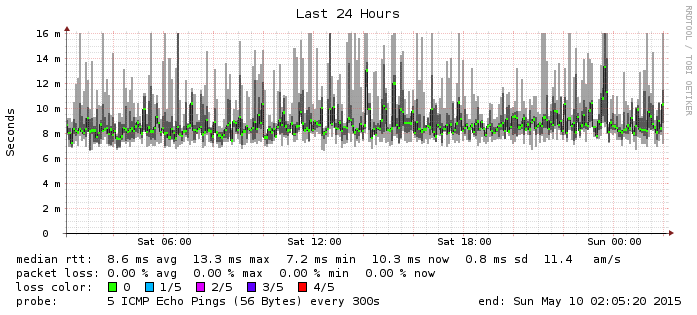 Last 24 Hours
RRDTOOL / TOBI OETIKER
Seconds
16 m
14 m
12 m
10 m
8 m
6 m
4 m
2 m
0
Sat 06:00 Sat 12:00 Sat 18:00 Sun 00:00
median rtt: 8.6 ms avg 13.3 ms max 7.2 ms min 10.3 ms now 0.8 ms sd 11.4 am/s
packet loss: 0.00 % avg 0.00 % max 0.00 % min 0.00 % now
loss color: 0 1/5 2/5 3/5 4/5
probe: 5 ICMP Echo Pings (56 Bytes) every 300s end: Sun May 10 02:05:20 2015